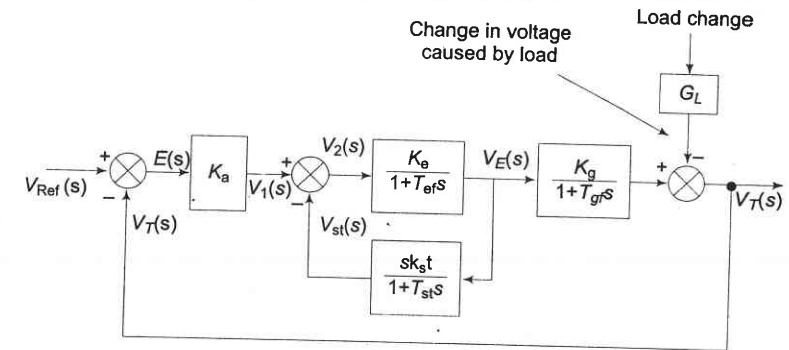 Load change
Change in voltage
caused by load
G_L
V_Ref (s)
+
−
E(s)
K_a
V_1(s)
+
−
V_2(s)
K_e
1+T_ef s
V_E(s)
K_g
1+T_gf s
+
−
V_T(s)
V_T(s)
V_st(s)
sk_s t
1+T_st s